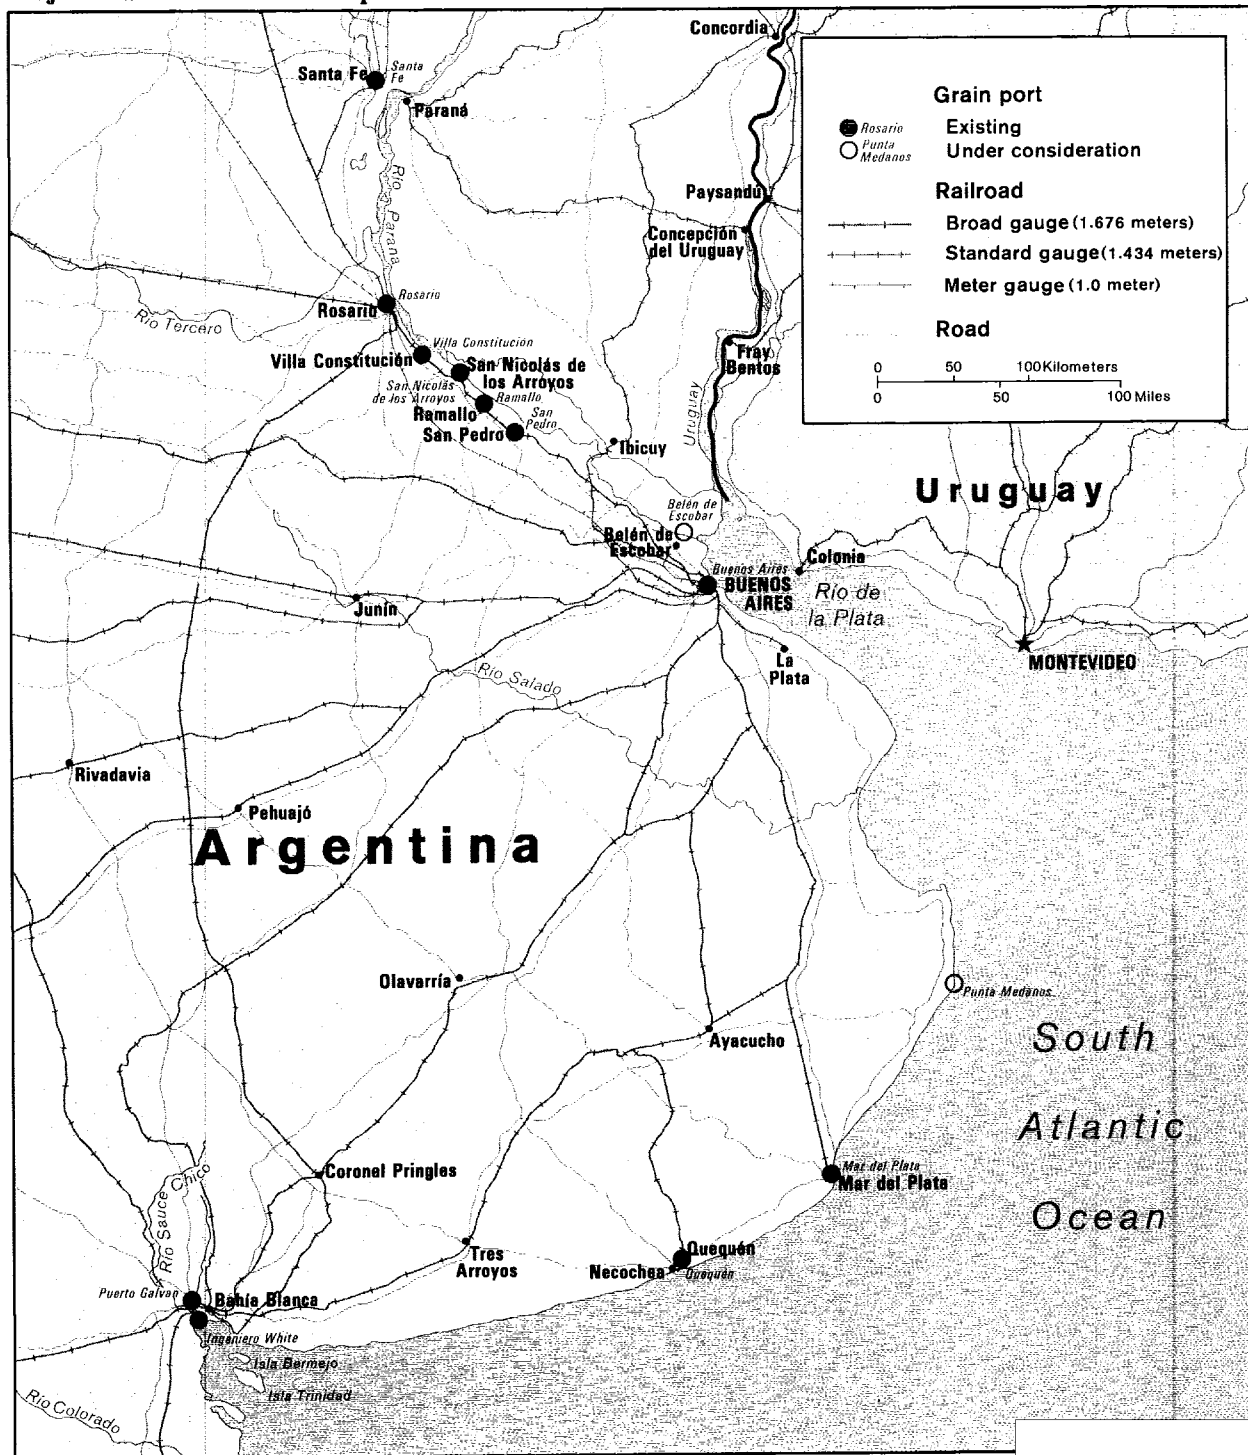 Concordia
Santa Fe
Santa
Fe
Paraná
Grain port
Rosario
Existing
Punta
Medanos
Under consideration
Railroad
Broad gauge (1.676 meters)
Standard gauge (1.434 meters)
Meter gauge (1.0 meter)
Road
0 50 100 Kilometers
0 50 100 Miles
Río Paraná
Paysandú
Concepción
del Uruguay
Rosario
Rosario
Río Tercero
Villa Constitución
Villa Constitución
San Nicolás de
los Arroyos
San Nicolás
de los Arroyos
Ramallo
Ramallo
San
Pedro
San Pedro
Fray
Bentos
Uruguay
Ibicuy
Uruguay
Belén de
Escobar
Belén de
Escobar
Buenos Aires
BUENOS
AIRES
Colonia
Río de
la Plata
Junín
La
Plata
MONTEVIDEO
Río Salado
Rivadavia
Pehuajó
Argentina
Olavarría
Punta Medanos
Ayacucho
South
Atlantic
Ocean
Coronel Pringles
Río Sauce Chico
Mar del Plata
Mar del Plata
Tres
Arroyos
Quequén
Necochea
Quequén
Puerto Galvan
Bahía Blanca
Ingeniero White
Isla Bermejo
Isla Trinidad
Río Colorado